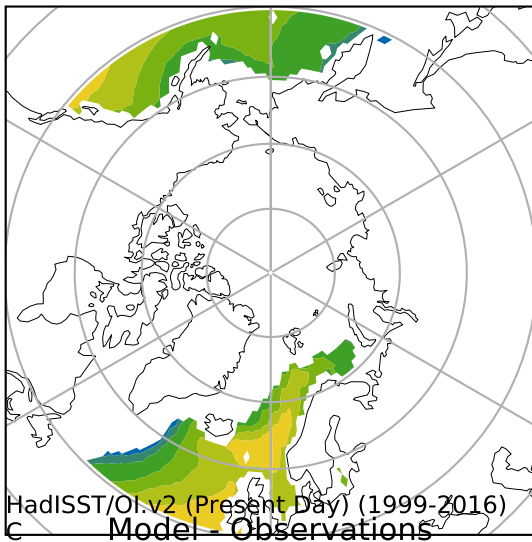 HadISST/OI.v2 (Present Day) (1999-2016)
C Model - Observations